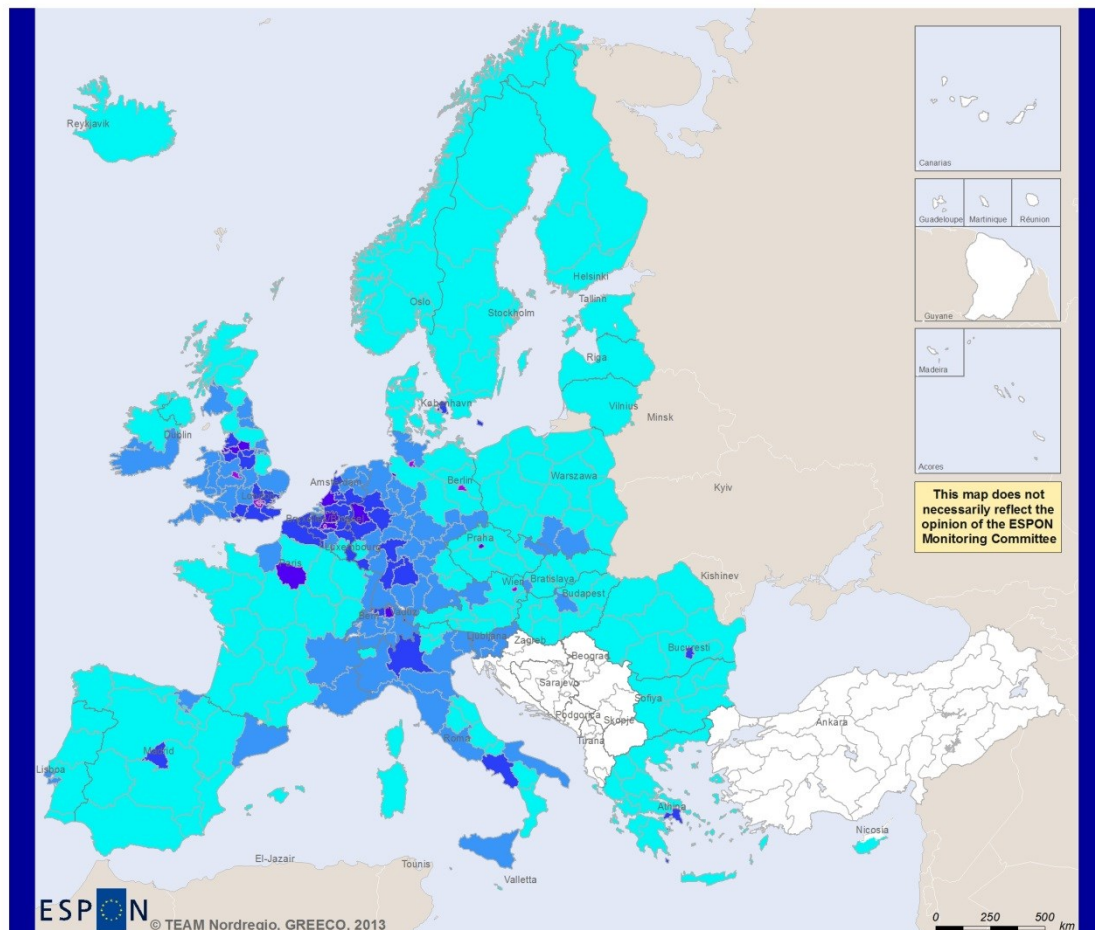 Reykjavik
Canarias
Guadeloupe
Martinique
Réunion
Guyane
Madeira
Acores
This map does not
necessarily reflect the
opinion of the ESPON
Monitoring Committee
Helsinki
Oslo
Tallinn
Stockholm
Riga
København
Vilnius
Minsk
Dublin
Amsterdam
Berlin
Warszawa
Kyiv
Luxembourg
Praha
Paris
Wien
Bratislava
Budapest
Kishinev
Vaduz
Ljubljana
Zagreb
Beograd
Bucuresti
Sarajevo
Sofiya
Podgorica
Skopje
Roma
Tirana
Ankara
Madrid
Lisboa
Athina
Nicosia
El-Jazair
Tounis
Valletta
0 250 500
km
ESPON
© TEAM Nordregio, GREECO, 2013